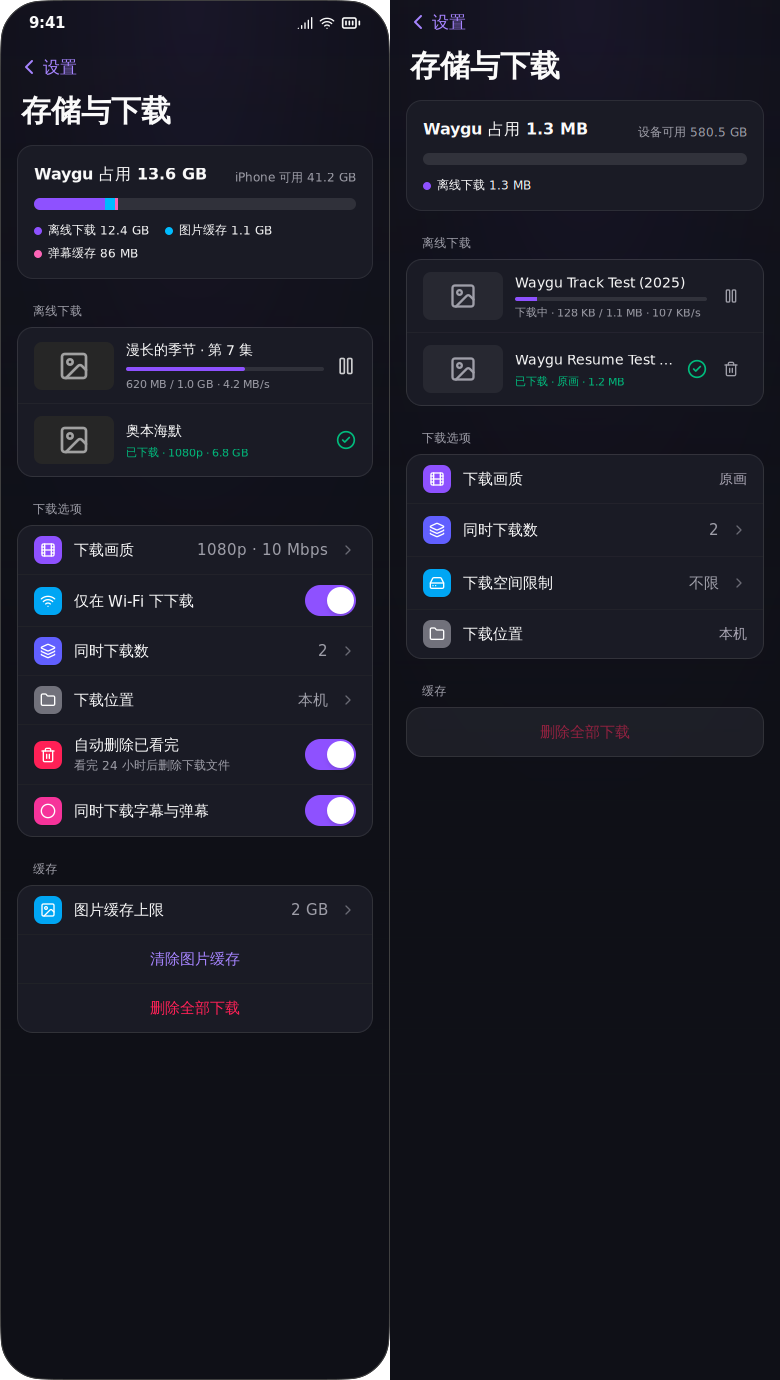 9:41
设置
存储与下载
Waygu 占用 13.6 GB
iPhone 可用 41.2 GB
离线下载 12.4 GB
图片缓存 1.1 GB
弹幕缓存 86 MB
离线下载
漫长的季节 · 第 7 集
620 MB / 1.0 GB · 4.2 MB/s
奥本海默
已下载 · 1080p · 6.8 GB
下载选项
下载画质
1080p · 10 Mbps
仅在 Wi-Fi 下下载
同时下载数
2
下载位置
本机
自动删除已看完
看完 24 小时后删除下载文件
同时下载字幕与弹幕
缓存
图片缓存上限
2 GB
清除图片缓存
删除全部下载
设置
存储与下载
Waygu 占用 1.3 MB
设备可用 580.5 GB
离线下载 1.3 MB
离线下载
Waygu Track Test (2025)
下载中 · 128 KB / 1.1 MB · 107 KB/s
Waygu Resume Test ...
已下载 · 原画 · 1.2 MB
下载选项
下载画质
原画
同时下载数
2
下载空间限制
不限
下载位置
本机
缓存
删除全部下载